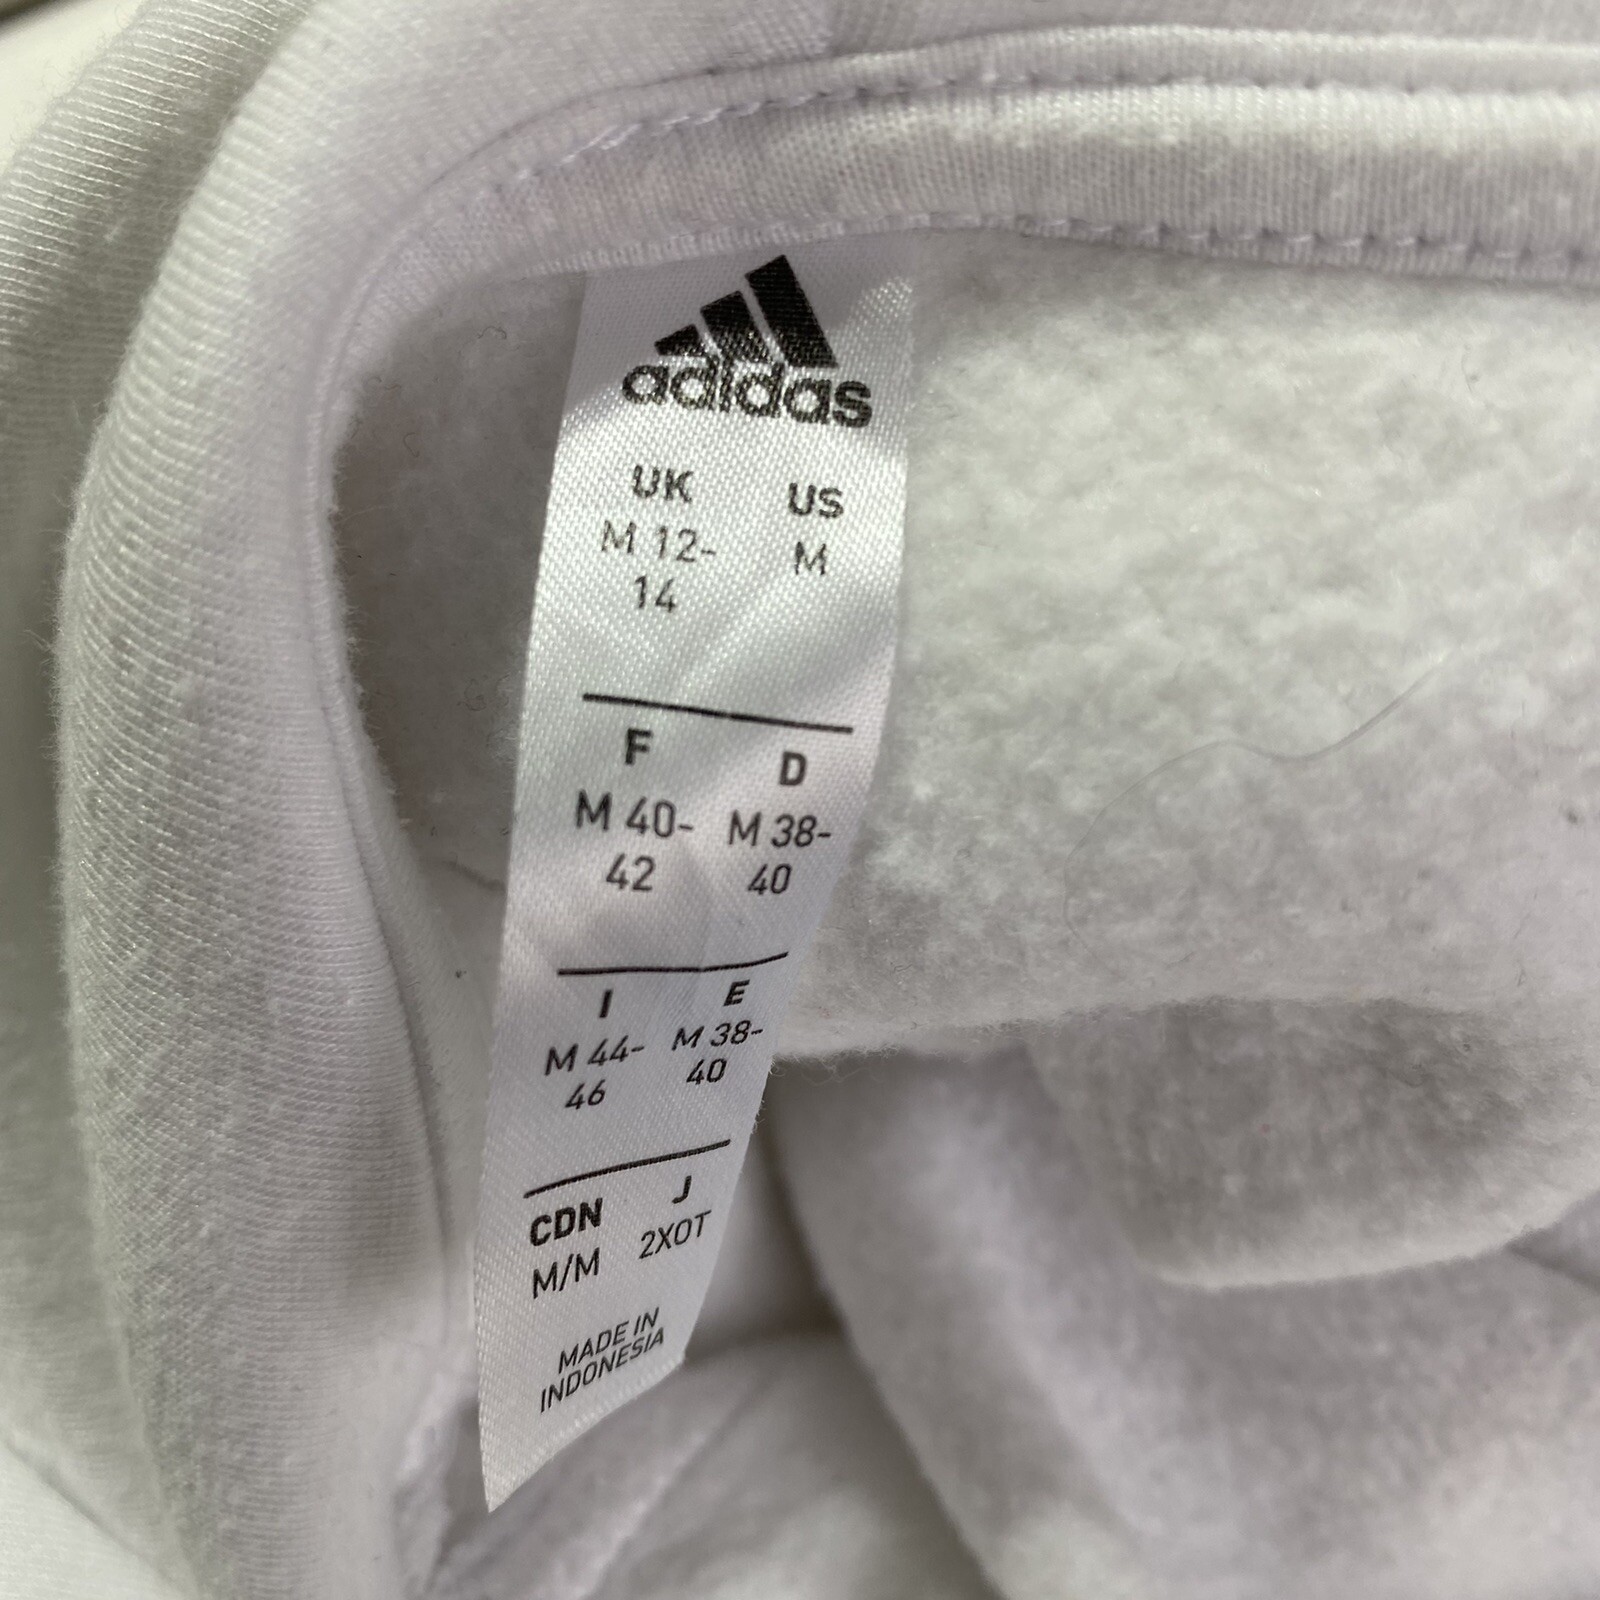 adidas
UK US
M 12- M
14
F D
M 40- M 38-
42 40
I E
M 44- M 38-
46 40
CDN J
M/M 2XOT
MADE IN
INDONESIA